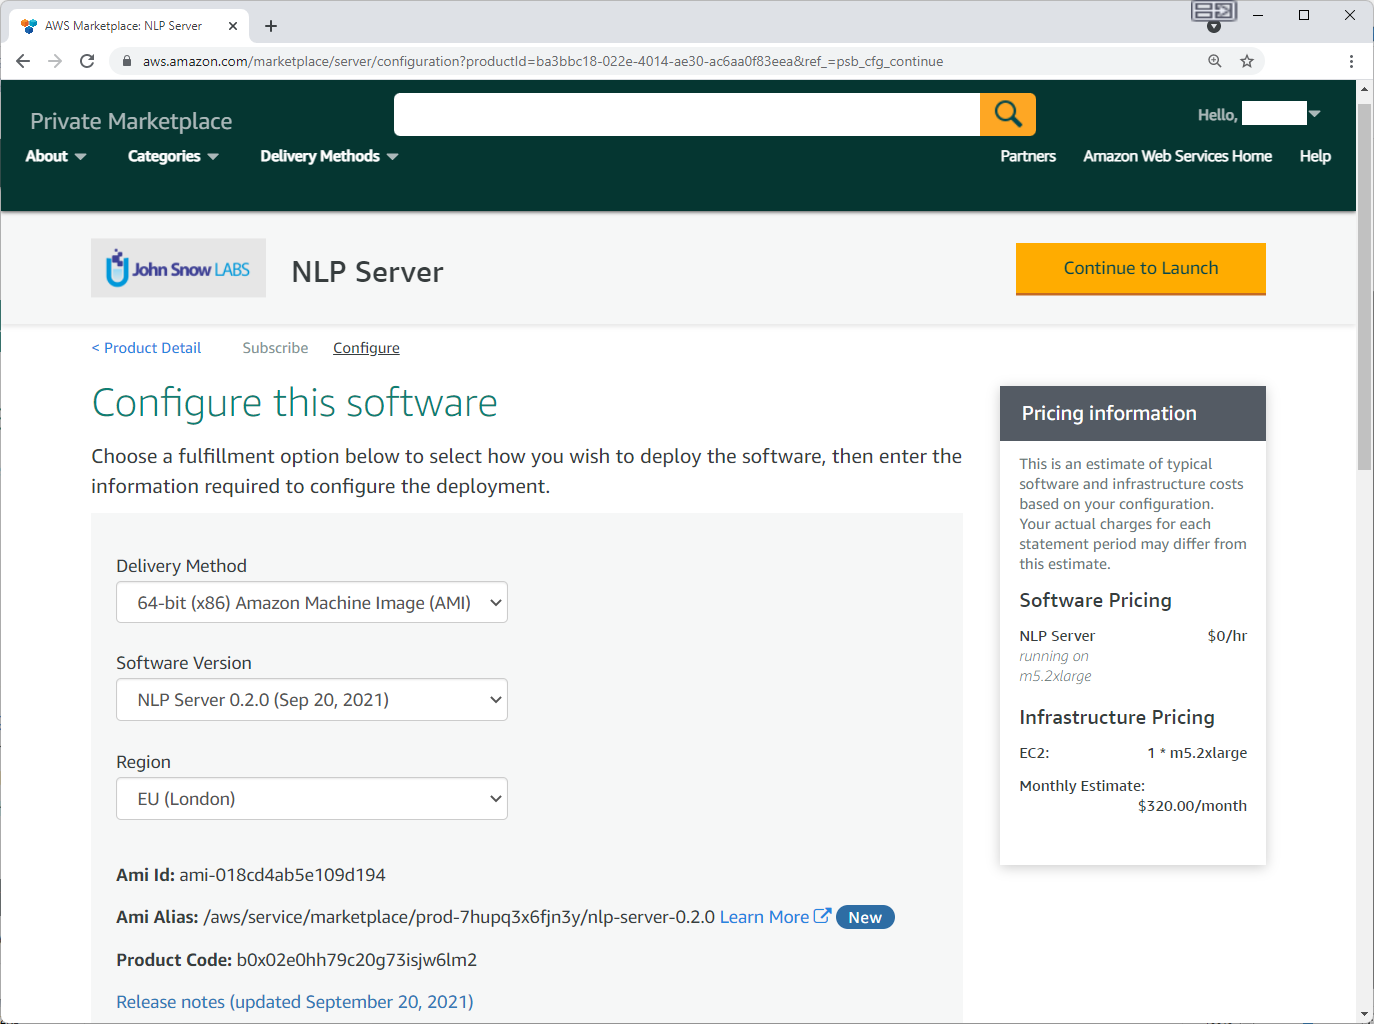 AWS Marketplace: NLP Server
aws.amazon.com/marketplace/server/configuration?productId=ba3bbc18-022e-4014-ae30-ac6aa0f83eea&ref_=psb_cfg_continue
Private Marketplace
Hello,
About
Categories
Delivery Methods
Partners
Amazon Web Services Home
Help
John Snow LABS
NLP Server
Continue to Launch
< Product Detail
Subscribe
Configure
Configure this software
Choose a fulfillment option below to select how you wish to deploy the software, then enter the
information required to configure the deployment.
Delivery Method
64-bit (x86) Amazon Machine Image (AMI)
Software Version
NLP Server 0.2.0 (Sep 20, 2021)
Region
EU (London)
Ami Id: ami-018cd4ab5e109d194
Ami Alias: /aws/service/marketplace/prod-7hupq3x6fjn3y/nlp-server-0.2.0 Learn More New
Product Code: b0x02e0hh79c20g73isjw6lm2
Release notes (updated September 20, 2021)
Pricing information
This is an estimate of typical
software and infrastructure costs
based on your configuration.
Your actual charges for each
statement period may differ from
this estimate.
Software Pricing
NLP Server $0/hr
running on
m5.2xlarge
Infrastructure Pricing
EC2: 1 * m5.2xlarge
Monthly Estimate:
$320.00/month